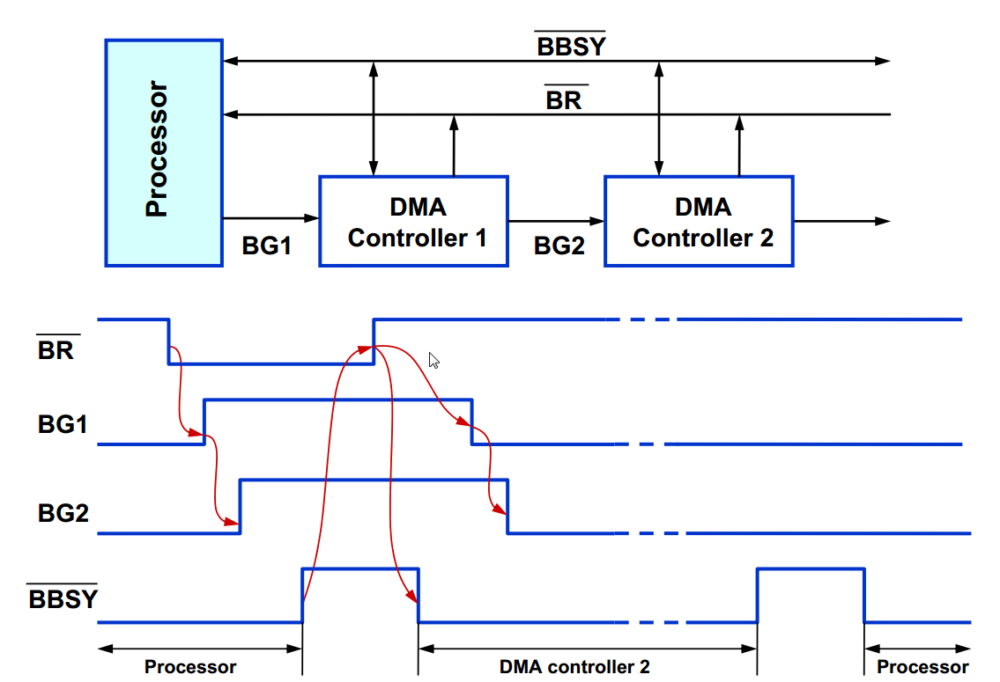 BBSY
BR
Processor
DMA
Controller 1
DMA
Controller 2
BG1
BG2
BR
BG1
BG2
BBSY
Processor
DMA controller 2
Processor